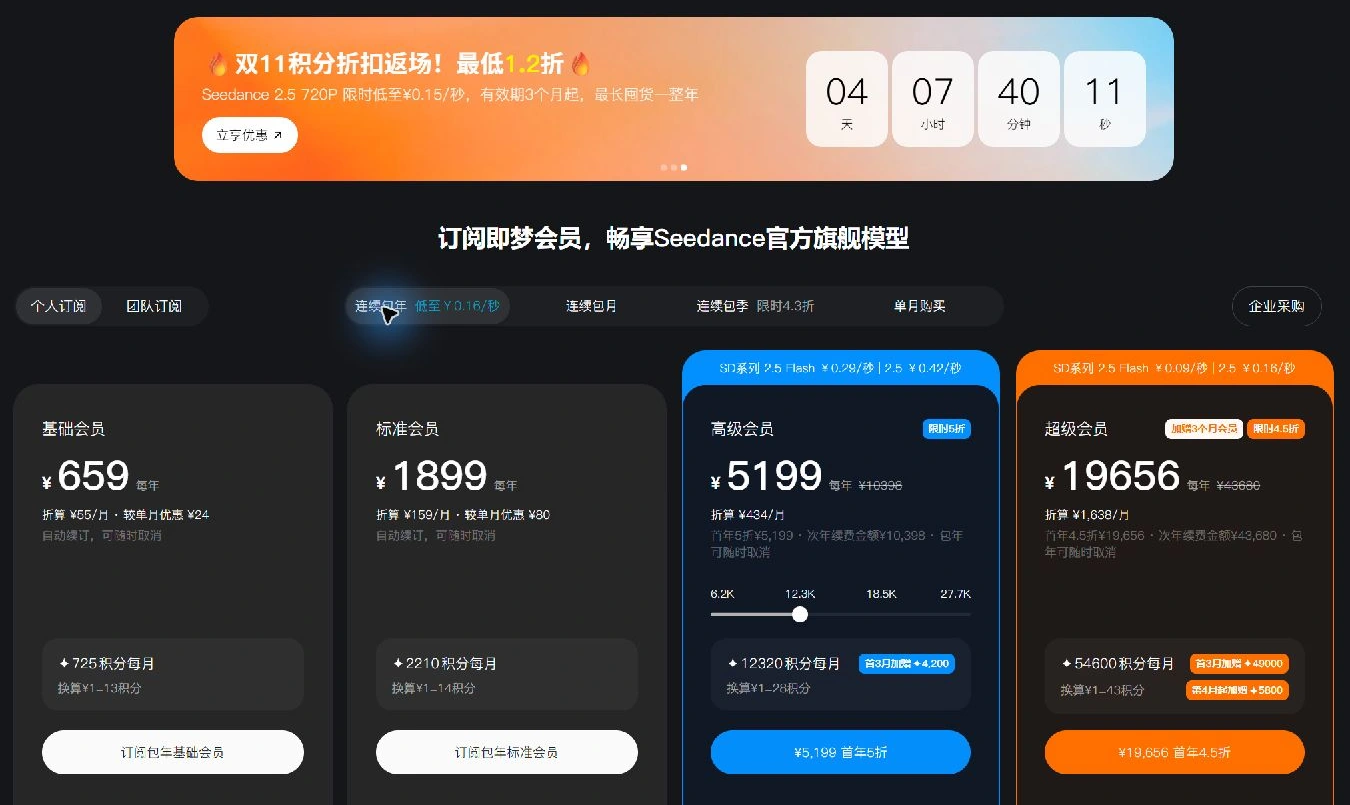 🔥双11积分折扣返场！最低1.2折🔥
Seedance 2.5 720P 限时低至¥0.15/秒，有效期3个月起，最长囤货一整年
立享优惠
04 07 40 11
天 小时 分钟 秒
订阅即梦会员，畅享Seedance官方旗舰模型
个人订阅 团队订阅 连续包年 低至¥0.16/秒 连续包月 连续包季 限时4.3折 单月购买 企业采购
SD系列 2.5 Flash ¥0.29/秒 | 2.5 ¥0.42/秒
SD系列 2.5 Flash ¥0.09/秒 | 2.5 ¥0.16/秒
基础会员
¥659 每年
折算 ¥55/月 · 较单月优惠 ¥24
自动续订，可随时取消
✦725积分每月
换算¥1=13积分
订阅包年基础会员
标准会员
¥1899 每年
折算 ¥159/月 · 较单月优惠 ¥80
自动续订，可随时取消
✦2210积分每月
换算¥1=14积分
订阅包年标准会员
高级会员 限时5折
¥5199 每年 ¥10398
折算 ¥434/月
首年5折¥5,199 · 次年续费金额¥10,398 · 包年
可随时取消
6.2K 12.3K 18.5K 27.7K
✦12320积分每月 首3月加赠✦4,200
换算¥1=28积分
¥5,199 首年5折
超级会员 加赠3个月会员 限时4.5折
¥19656 每年 ¥43680
折算 ¥1,638/月
首年4.5折¥19,656 · 次年续费金额¥43,680 · 包
年可随时取消
✦54600积分每月 首3月加赠✦49000
换算¥1=43积分 第4月起加赠✦5800
¥19,656 首年4.5折